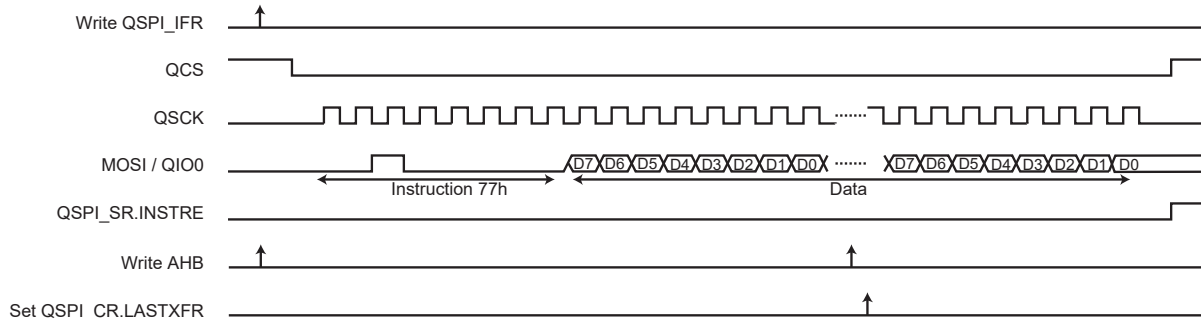 Write QSPI_IFR
QCS
QSCK
MOSI / QIO0
D7 D6 D5 D4 D3 D2 D1 D0 D7 D6 D5 D4 D3 D2 D1 D0
Instruction 77h Data
QSPI_SR.INSTRE
Write AHB
Set QSPI_CR.LASTXFR